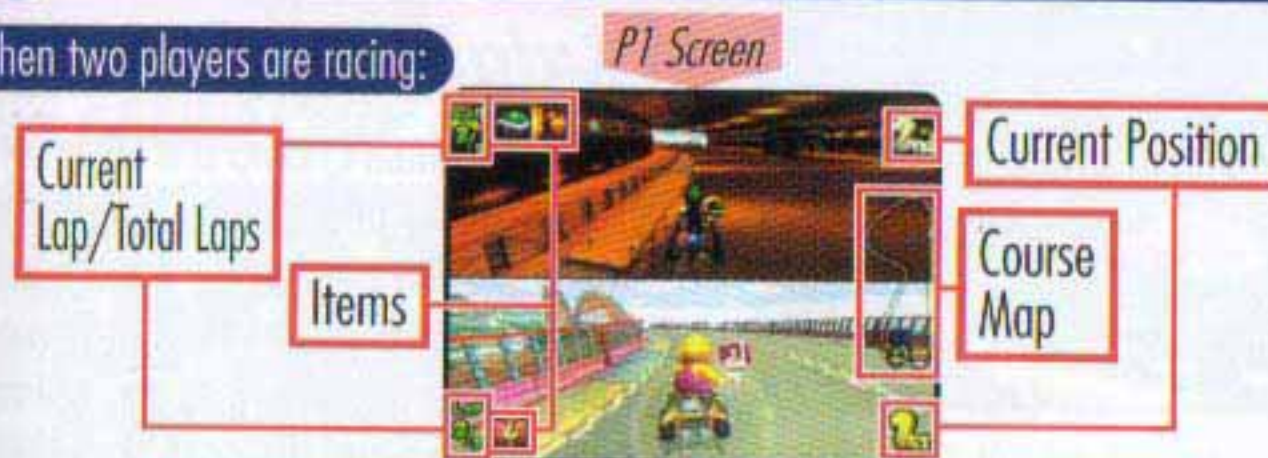 hen two players are racing:
P1 Screen
Current
Lap/Total Laps
Items
Current Position
Course
Map